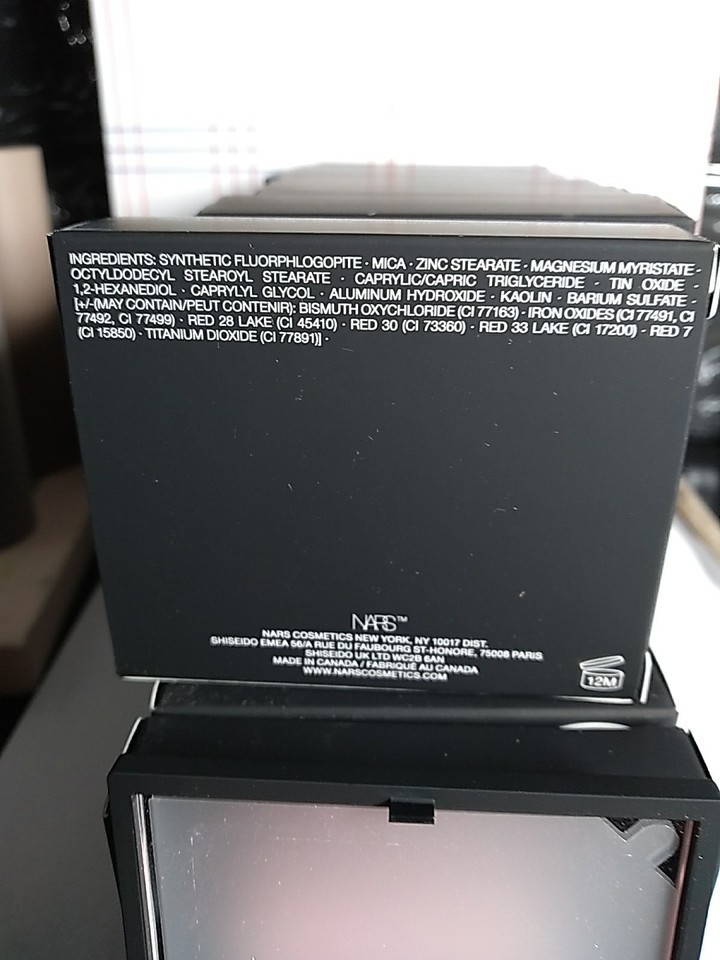 INGREDIENTS: SYNTHETIC FLUORPHLOGOPITE · MICA · ZINC STEARATE · MAGNESIUM MYRISTATE ·
OCTYLDODECYL STEAROYL STEARATE · CAPRYLIC/CAPRIC TRIGLYCERIDE · TIN OXIDE ·
1,2-HEXANEDIOL · CAPRYLYL GLYCOL · ALUMINUM HYDROXIDE · KAOLIN · BARIUM SULFATE ·
[+/-(MAY CONTAIN/PEUT CONTENIR): BISMUTH OXYCHLORIDE (CI 77163) · IRON OXIDES (CI 77491, CI
77492, CI 77499) · RED 28 LAKE (CI 45410) · RED 30 (CI 73360) · RED 33 LAKE (CI 17200) · RED 7
(CI 15850) · TITANIUM DIOXIDE (CI 77891)] ·
NARS™
NARS COSMETICS NEW YORK, NY 10017 DIST.
SHISEIDO EMEA 56/A RUE DU FAUBOURG ST-HONORE, 75008 PARIS
SHISEIDO UK LTD WC2B 6AN
MADE IN CANADA / FABRIQUÉ AU CANADA
WWW.NARSCOSMETICS.COM
12M